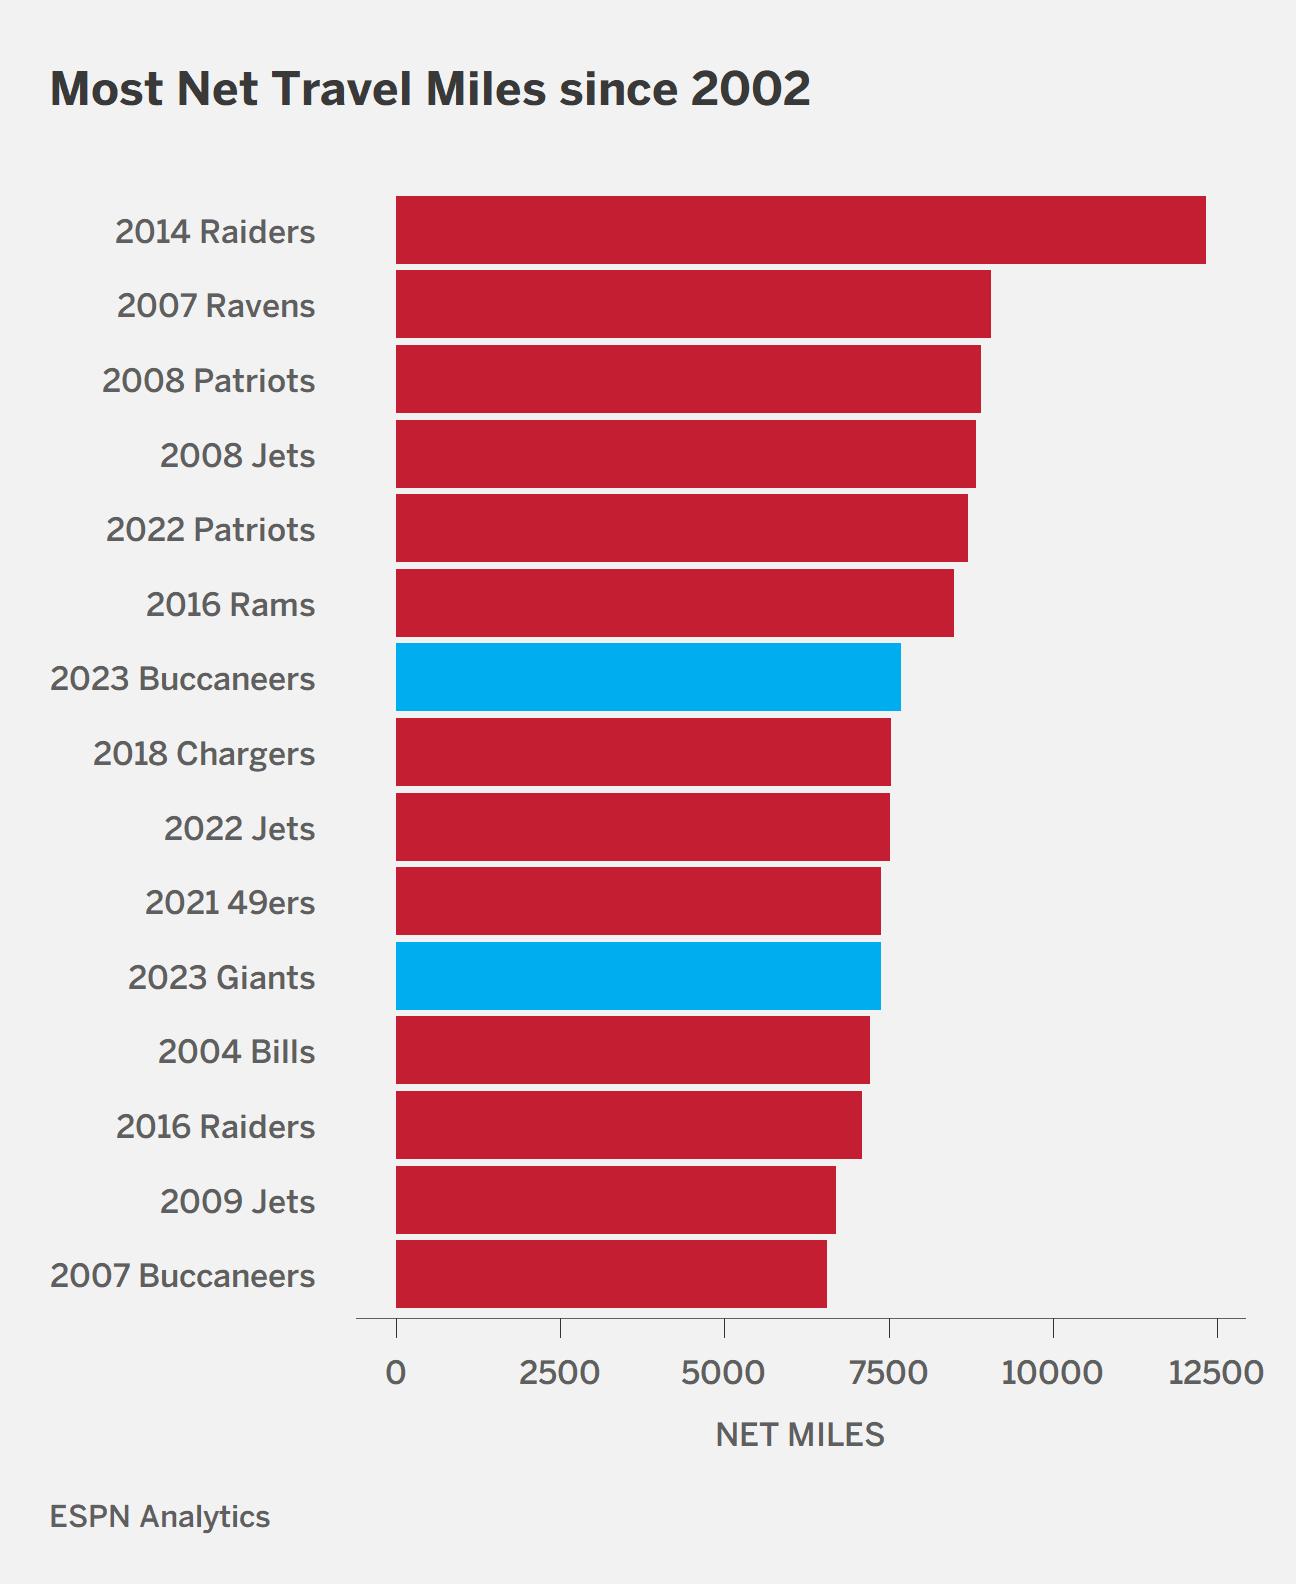 Most Net Travel Miles since 2002
2014 Raiders
2007 Ravens
2008 Patriots
2008 Jets
2022 Patriots
2016 Rams
2023 Buccaneers
2018 Chargers
2022 Jets
2021 49ers
2023 Giants
2004 Bills
2016 Raiders
2009 Jets
2007 Buccaneers
0 2500 5000 7500 10000 12500
NET MILES
ESPN Analytics